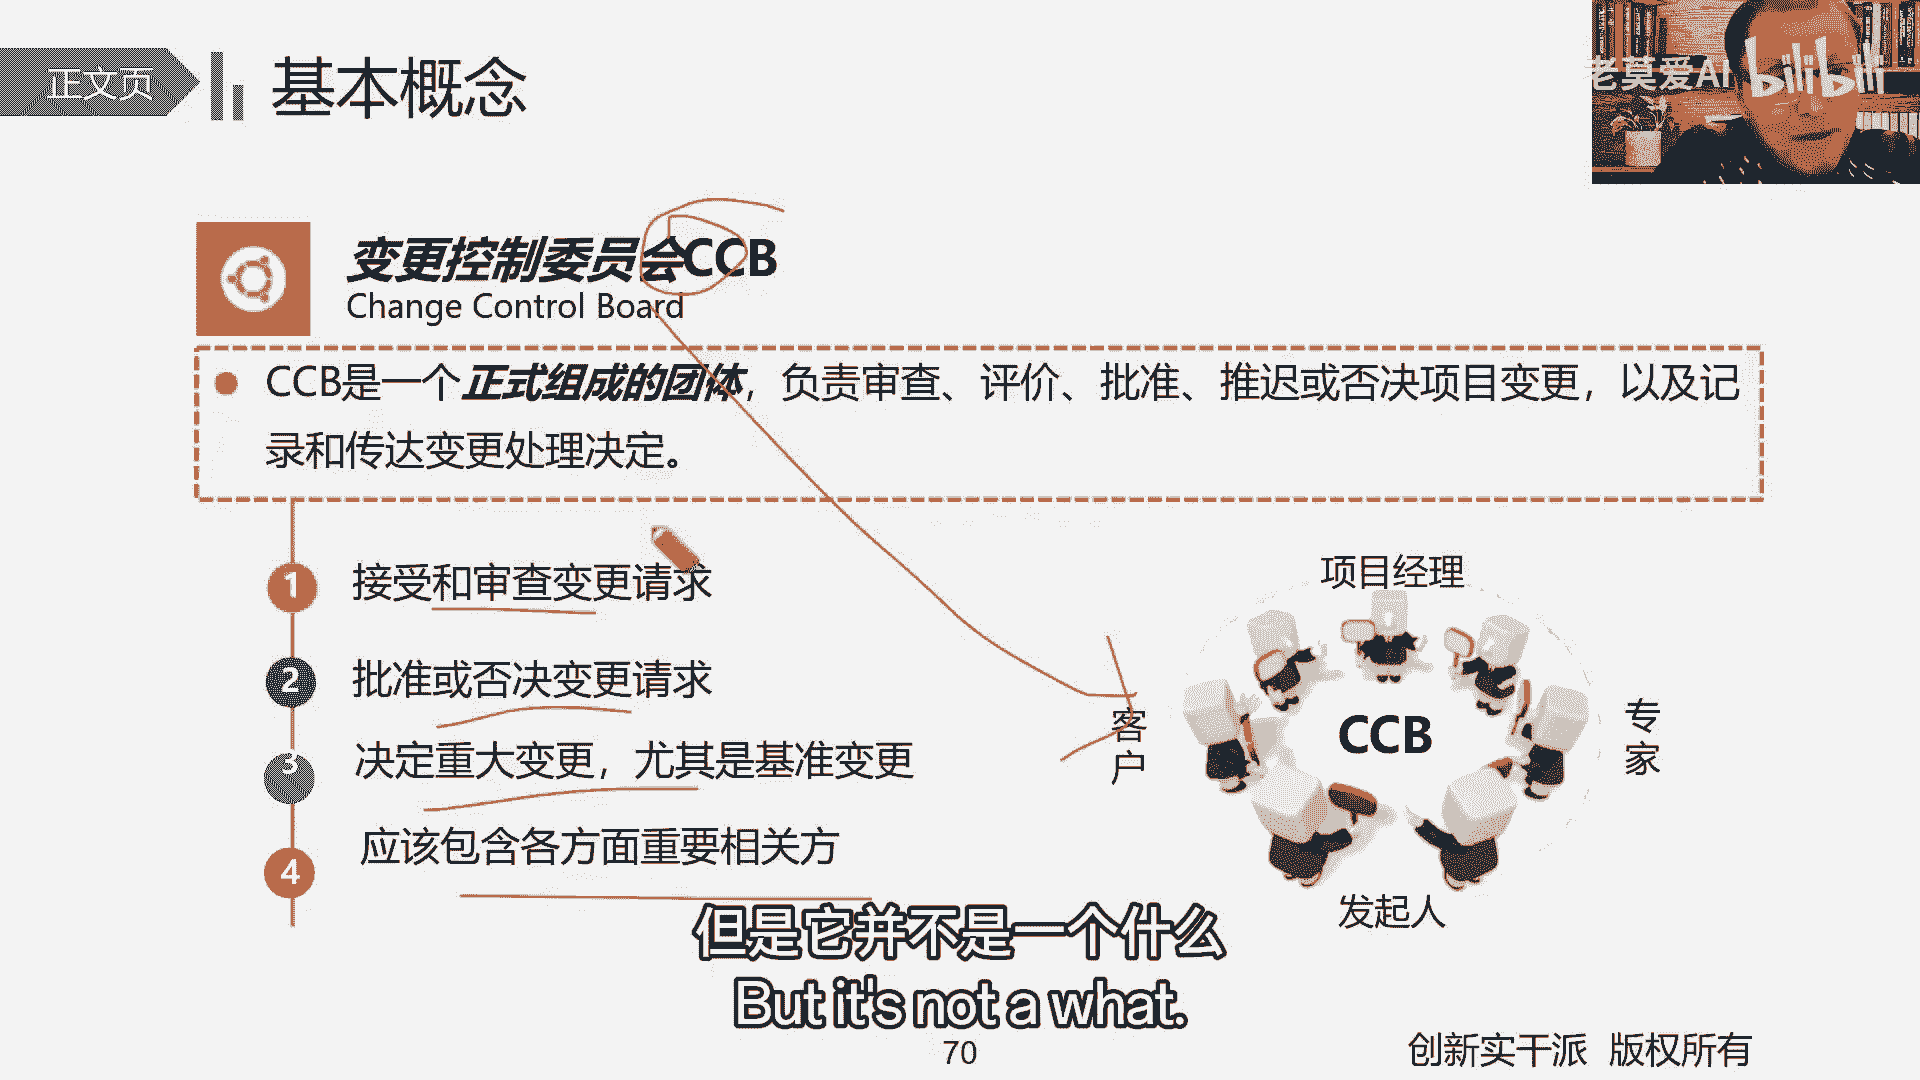 正文页
基本概念
老莫爱AI
bilibili
变更控制委员会CCB
Change Control Board
CCB是一个正式组成的团体，负责审查、评价、批准、推迟或否决项目变更，以及记
录和传达变更处理决定。
1 接受和审查变更请求
2 批准或否决变更请求
3 决定重大变更，尤其是基准变更
4 应该包含各方面重要相关方
项目经理
客户
CCB
专家
发起人
但是它并不是一个什么
But it's not a what.
70
创新实干派 版权所有